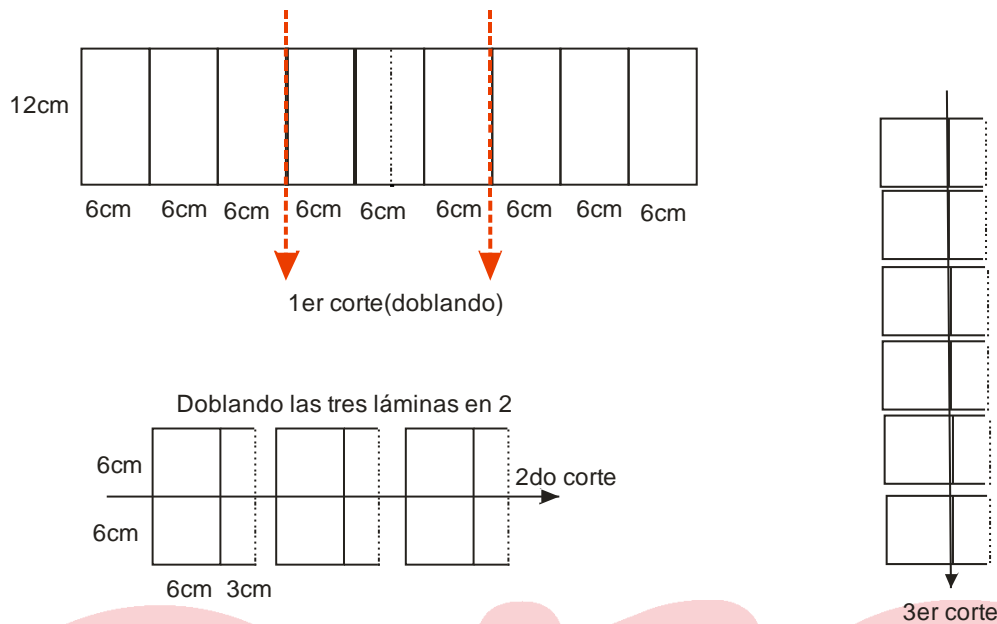 12cm
6cm 6cm 6cm 6cm 6cm 6cm 6cm 6cm 6cm
1er corte(doblando)
Doblando las tres láminas en 2
6cm
2do corte
6cm
6cm 3cm
3er corte